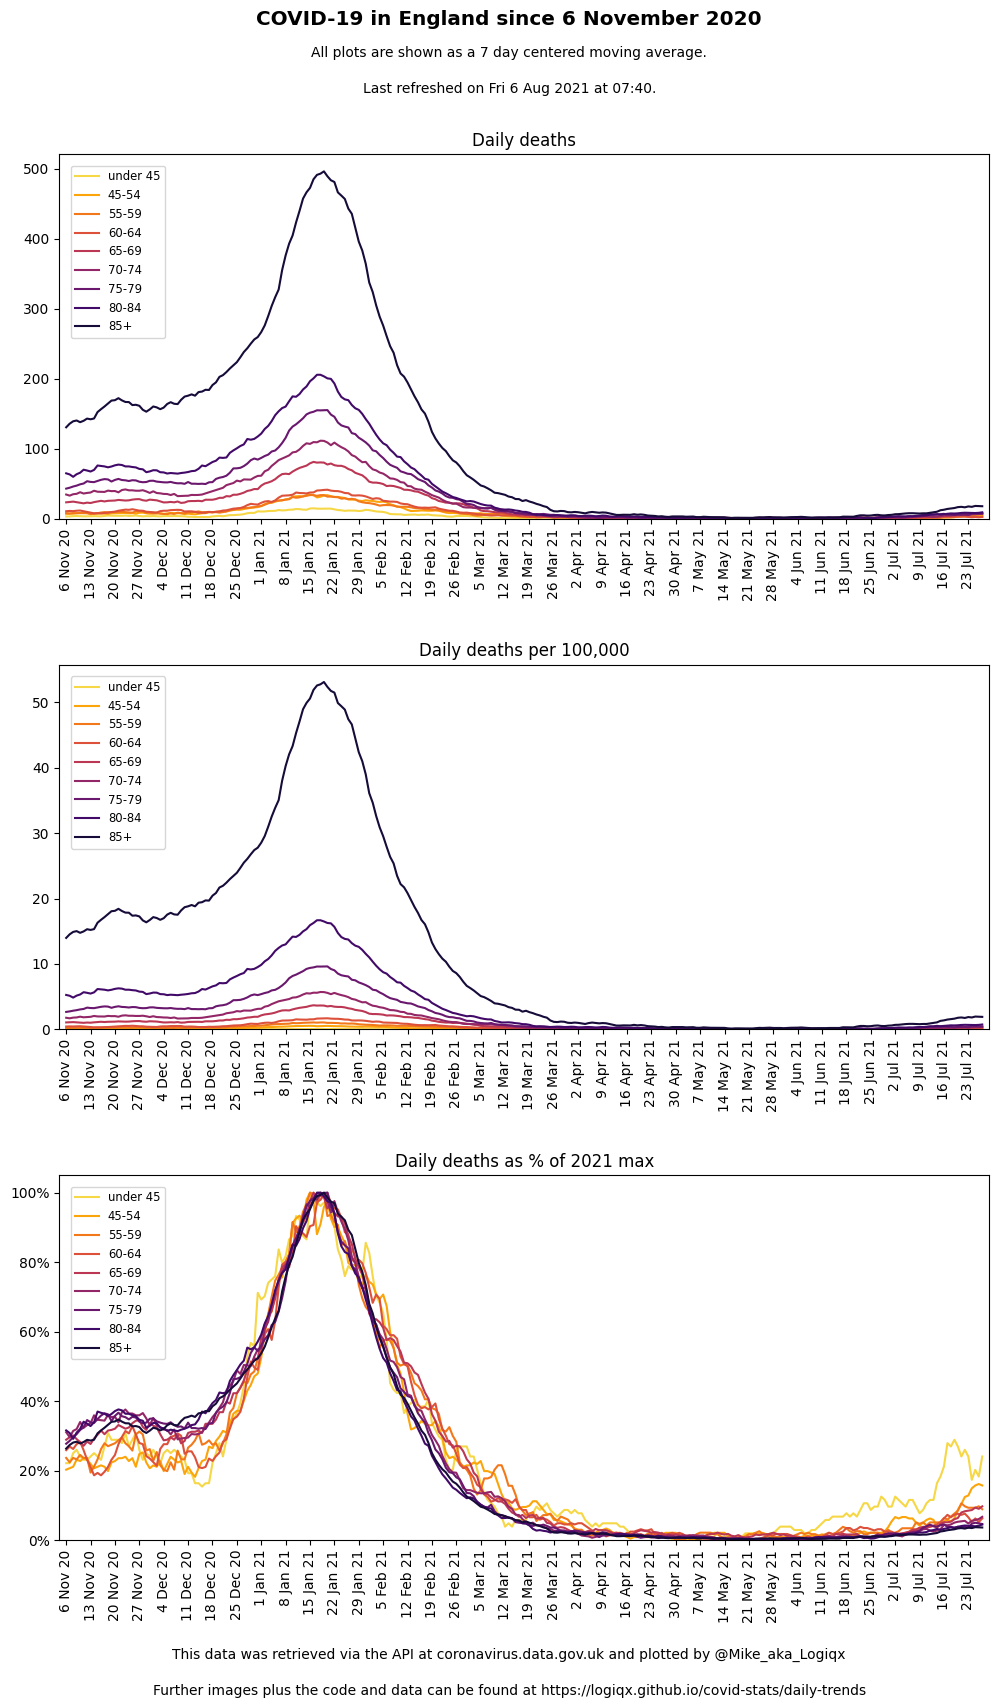 COVID-19 in England since 6 November 2020
All plots are shown as a 7 day centered moving average.
Last refreshed on Fri 6 Aug 2021 at 07:40.
Daily deaths
500
400
300
200
100
0
under 45
45-54
55-59
60-64
65-69
70-74
75-79
80-84
85+
6 Nov 20
13 Nov 20
20 Nov 20
27 Nov 20
4 Dec 20
11 Dec 20
18 Dec 20
25 Dec 20
1 Jan 21
8 Jan 21
15 Jan 21
22 Jan 21
29 Jan 21
5 Feb 21
12 Feb 21
19 Feb 21
26 Feb 21
5 Mar 21
12 Mar 21
19 Mar 21
26 Mar 21
2 Apr 21
9 Apr 21
16 Apr 21
23 Apr 21
30 Apr 21
7 May 21
14 May 21
21 May 21
28 May 21
4 Jun 21
11 Jun 21
18 Jun 21
25 Jun 21
2 Jul 21
9 Jul 21
16 Jul 21
23 Jul 21
Daily deaths per 100,000
50
40
30
20
10
0
under 45
45-54
55-59
60-64
65-69
70-74
75-79
80-84
85+
6 Nov 20
13 Nov 20
20 Nov 20
27 Nov 20
4 Dec 20
11 Dec 20
18 Dec 20
25 Dec 20
1 Jan 21
8 Jan 21
15 Jan 21
22 Jan 21
29 Jan 21
5 Feb 21
12 Feb 21
19 Feb 21
26 Feb 21
5 Mar 21
12 Mar 21
19 Mar 21
26 Mar 21
2 Apr 21
9 Apr 21
16 Apr 21
23 Apr 21
30 Apr 21
7 May 21
14 May 21
21 May 21
28 May 21
4 Jun 21
11 Jun 21
18 Jun 21
25 Jun 21
2 Jul 21
9 Jul 21
16 Jul 21
23 Jul 21
Daily deaths as % of 2021 max
100%
80%
60%
40%
20%
0%
under 45
45-54
55-59
60-64
65-69
70-74
75-79
80-84
85+
6 Nov 20
13 Nov 20
20 Nov 20
27 Nov 20
4 Dec 20
11 Dec 20
18 Dec 20
25 Dec 20
1 Jan 21
8 Jan 21
15 Jan 21
22 Jan 21
29 Jan 21
5 Feb 21
12 Feb 21
19 Feb 21
26 Feb 21
5 Mar 21
12 Mar 21
19 Mar 21
26 Mar 21
2 Apr 21
9 Apr 21
16 Apr 21
23 Apr 21
30 Apr 21
7 May 21
14 May 21
21 May 21
28 May 21
4 Jun 21
11 Jun 21
18 Jun 21
25 Jun 21
2 Jul 21
9 Jul 21
16 Jul 21
23 Jul 21
This data was retrieved via the API at coronavirus.data.gov.uk and plotted by @Mike_aka_Logiqx
Further images plus the code and data can be found at https://logiqx.github.io/covid-stats/daily-trends